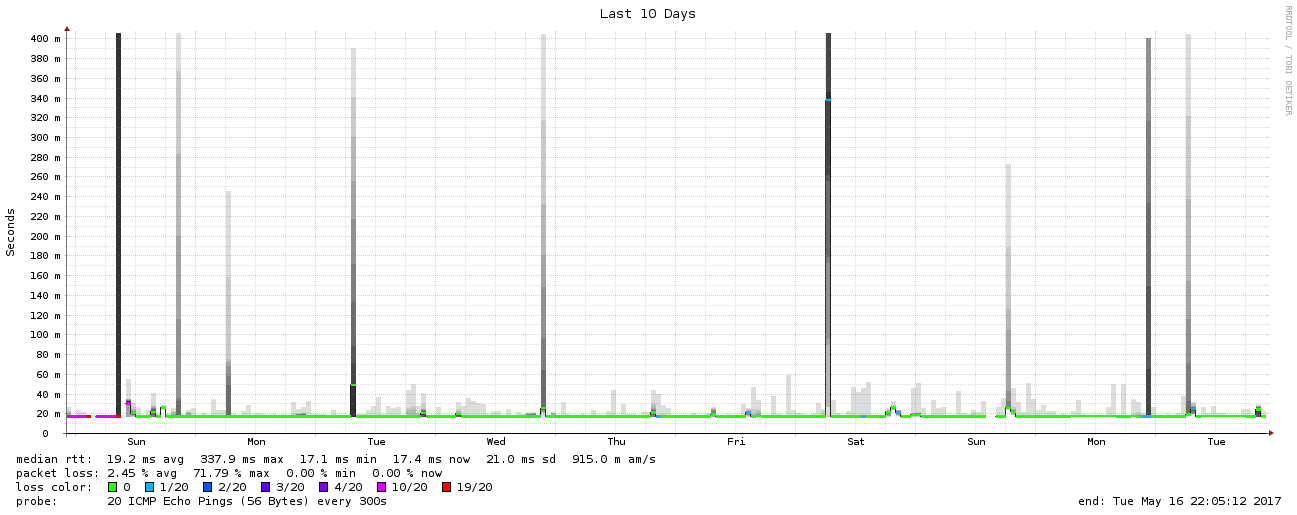 Last 10 Days
RRDTOOL / TOBI OETIKER
Seconds
400 m
380 m
360 m
340 m
320 m
300 m
280 m
260 m
240 m
220 m
200 m
180 m
160 m
140 m
120 m
100 m
80 m
60 m
40 m
20 m
0
Sun Mon Tue Wed Thu Fri Sat Sun Mon Tue
median rtt: 19.2 ms avg 337.9 ms max 17.1 ms min 17.4 ms now 21.0 ms sd 915.0 m am/s
packet loss: 2.45 % avg 71.79 % max 0.00 % min 0.00 % now
loss color: 0 1/20 2/20 3/20 4/20 10/20 19/20
probe: 20 ICMP Echo Pings (56 Bytes) every 300s end: Tue May 16 22:05:12 2017